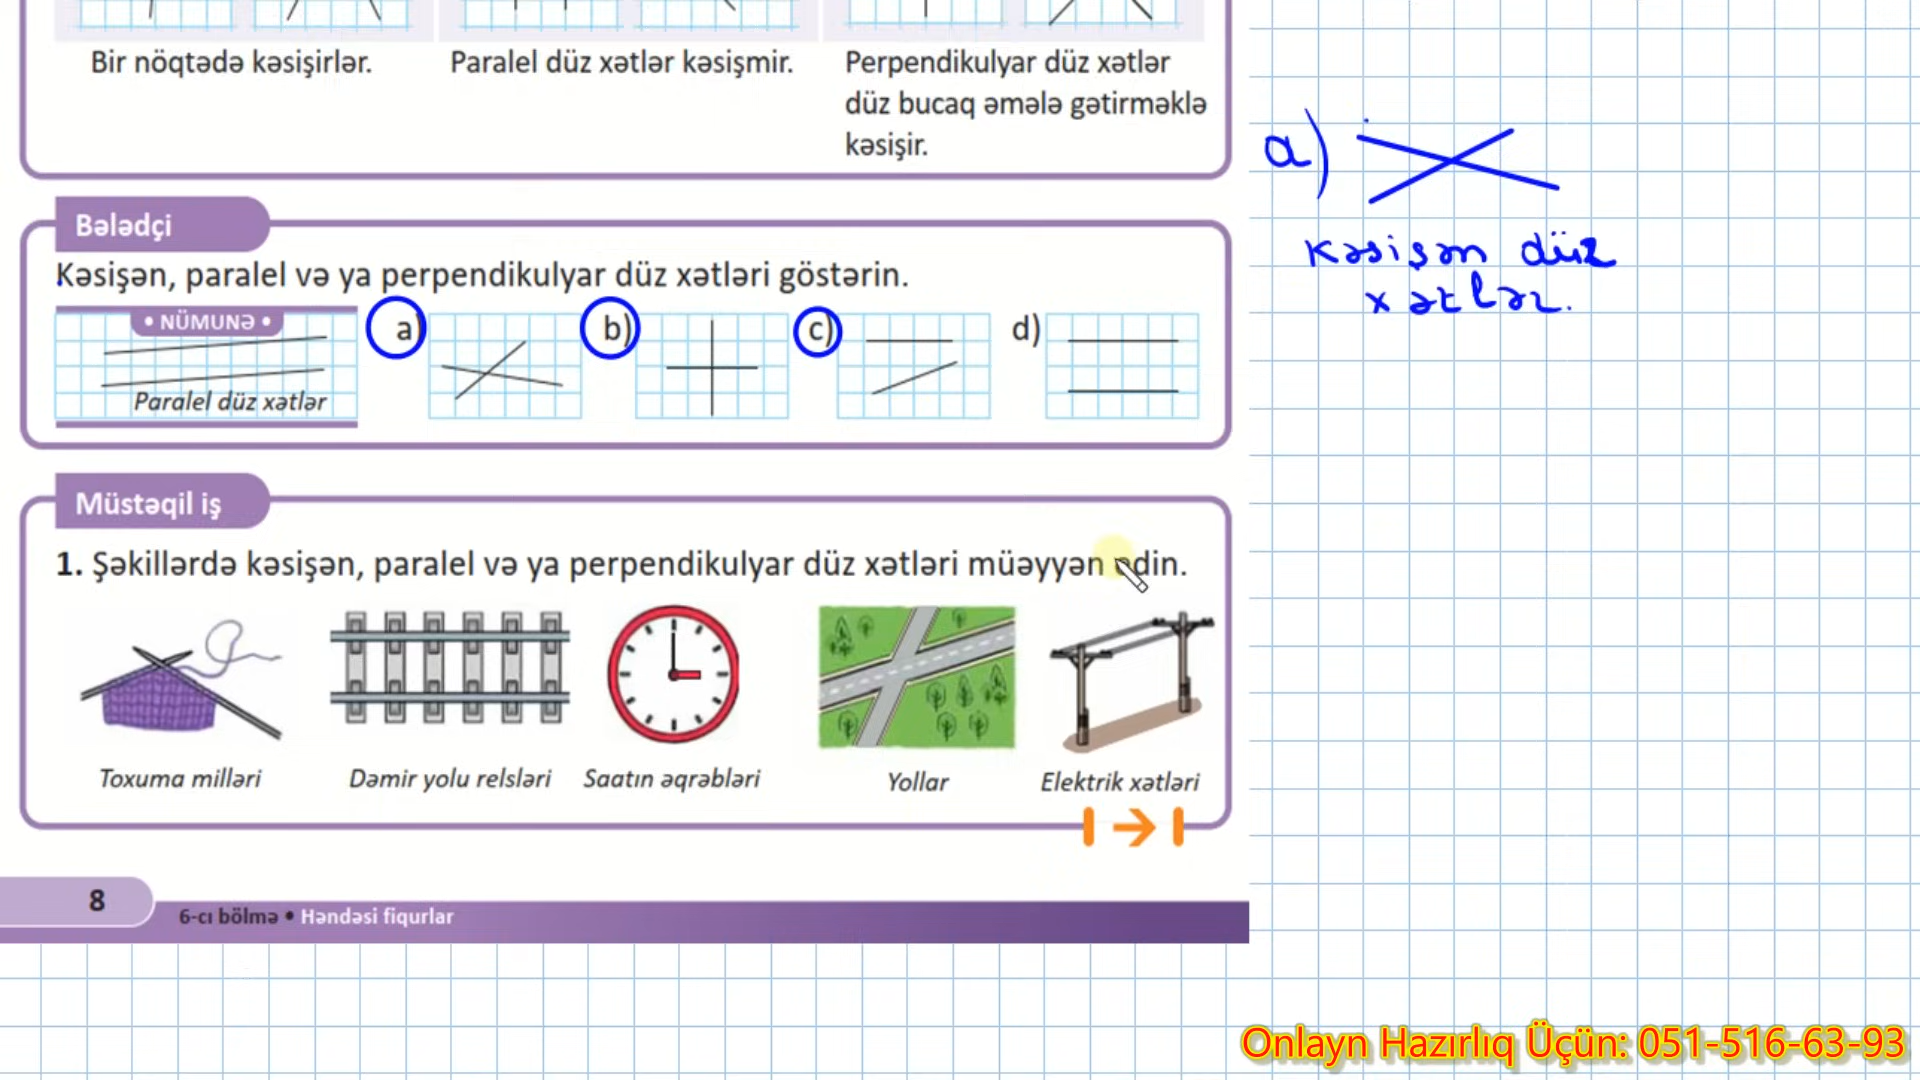 Bir nöqtədə kəsişirlər.
Paralel düz xətlər kəsişmir.
Perpendikulyar düz xətlər
düz bucaq əmələ gətirməklə
kəsişir.
Bələdçi
Kəsişən, paralel və ya perpendikulyar düz xətləri göstərin.
• NÜMUNƏ •
Paralel düz xətlər
a)
b)
c)
d)
Müstəqil iş
1. Şəkillərdə kəsişən, paralel və ya perpendikulyar düz xətləri müəyyən edin.
Toxuma milləri
Dəmir yolu relsləri
Saatın əqrəbləri
Yollar
Elektrik xətləri
8
6-cı bölmə • Həndəsi fiqurlar
a)
Kəsişən düz
xətlər.
Onlayn Hazırlıq Üçün: 051-516-63-93